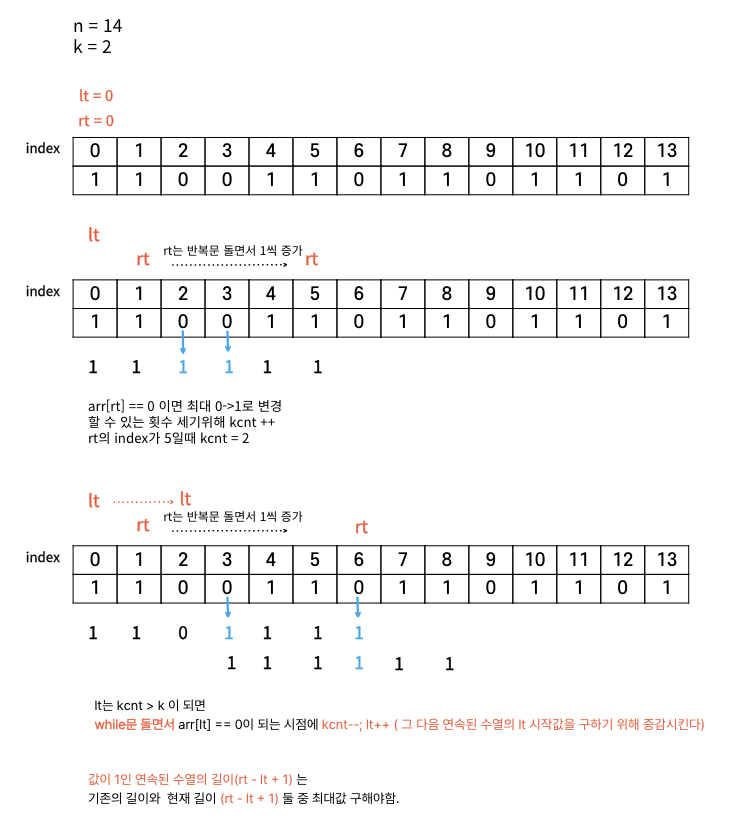 n = 14
k = 2
lt = 0
rt = 0
index 0 1 2 3 4 5 6 7 8 9 10 11 12 13
1 1 0 0 1 1 0 1 1 0 1 1 0 1
lt
rt rt는 반복문 돌면서 1씩 증가 rt
index 0 1 2 3 4 5 6 7 8 9 10 11 12 13
1 1 0 0 1 1 0 1 1 0 1 1 0 1
1 1 1 1 1 1
arr[rt] == 0 이면 최대 0->1로 변경
할 수 있는 횟수 세기위해 kcnt ++
rt의 index가 5일때 kcnt = 2
lt lt
rt rt는 반복문 돌면서 1씩 증가 rt
index 0 1 2 3 4 5 6 7 8 9 10 11 12 13
1 1 0 0 1 1 0 1 1 0 1 1 0 1
1 1 0 1 1 1 1
1 1 1 1 1 1
lt는 kcnt > k 이 되면
while문 돌면서 arr[lt] == 0이 되는 시점에 kcnt--; lt++ ( 그 다음 연속된 수열의 lt 시작값을 구하기 위해 증감시킨다)
값이 1인 연속된 수열의 길이(rt - lt + 1) 는
기존의 길이와 현재 길이 (rt - lt + 1) 둘 중 최대값 구해야함.